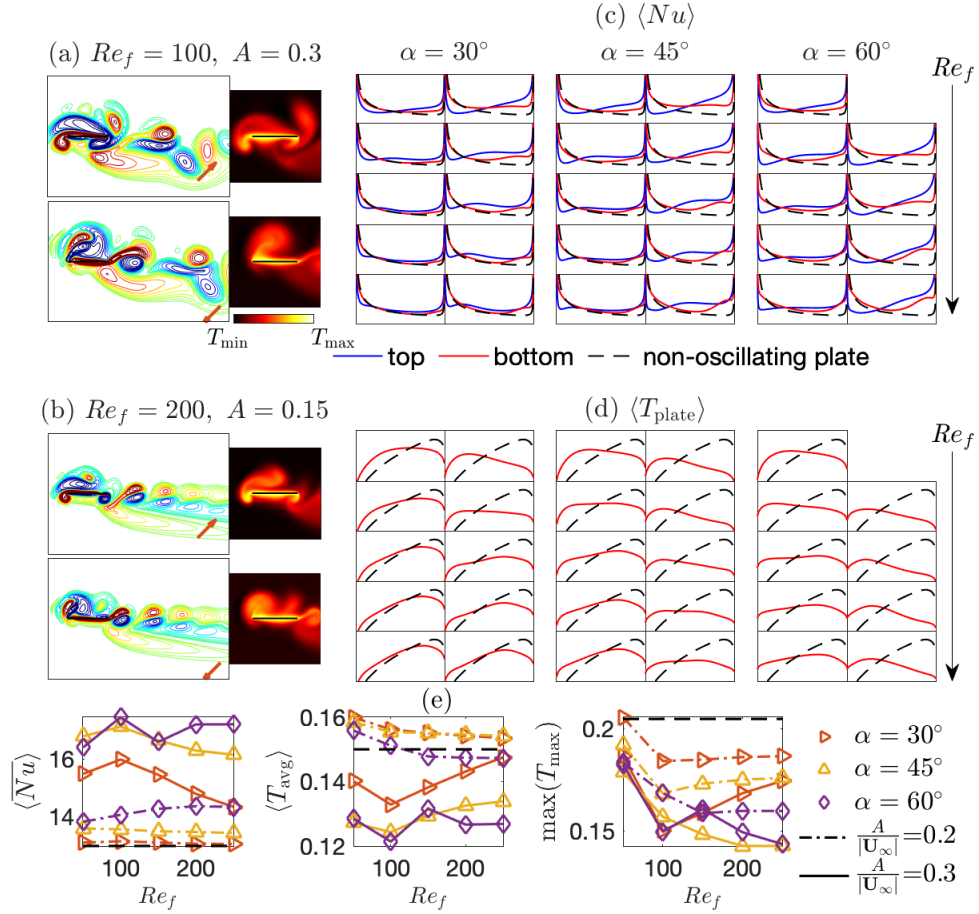 (c) ⟨Nu⟩
(a) Re_f = 100, A = 0.3
α = 30° α = 45° α = 60°
Re_f
T_min T_max
top bottom non-oscillating plate
(b) Re_f = 200, A = 0.15
(d) ⟨T_plate⟩
Re_f
(e)
⟨N̅u̅⟩
16
14
100 200
Re_f
⟨T_avg⟩
0.16
0.14
0.12
100 200
Re_f
max(T_max)
0.2
0.15
100 200
Re_f
α = 30°
α = 45°
α = 60°
A/|U_∞|=0.2
A/|U_∞|=0.3